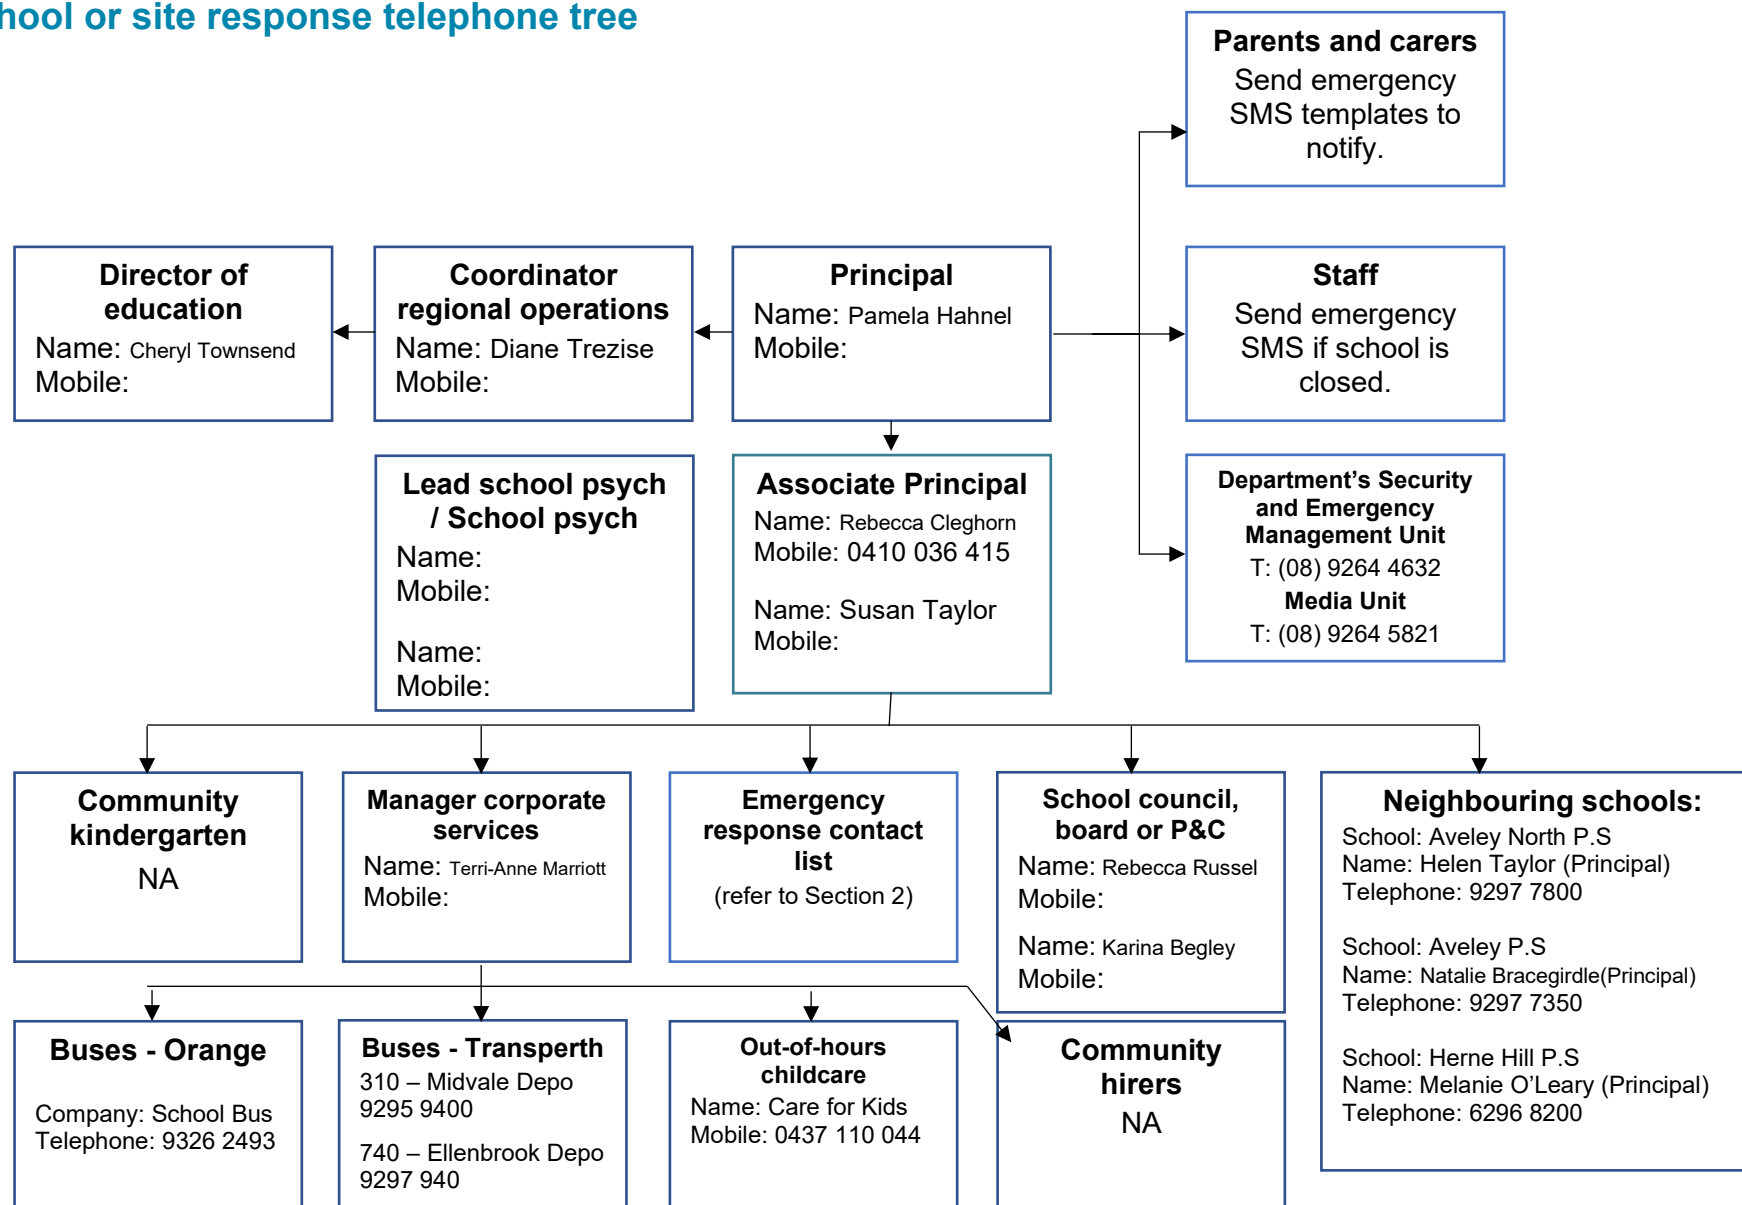 hool or site response telephone tree
Parents and carers
Send emergency
SMS templates to
notify.
Director of
education
Name: Cheryl Townsend
Mobile:
Coordinator
regional operations
Name: Diane Trezise
Mobile:
Principal
Name: Pamela Hahnel
Mobile:
Staff
Send emergency
SMS if school is
closed.
Lead school psych
/ School psych
Name:
Mobile:
Name:
Mobile:
Associate Principal
Name: Rebecca Cleghorn
Mobile: 0410 036 415
Name: Susan Taylor
Mobile:
Department’s Security
and Emergency
Management Unit
T: (08) 9264 4632
Media Unit
T: (08) 9264 5821
Community
kindergarten
NA
Manager corporate
services
Name: Terri-Anne Marriott
Mobile:
Emergency
response contact
list
(refer to Section 2)
School council,
board or P&C
Name: Rebecca Russel
Mobile:
Name: Karina Begley
Mobile:
Neighbouring schools:
School: Aveley North P.S
Name: Helen Taylor (Principal)
Telephone: 9297 7800
School: Aveley P.S
Name: Natalie Bracegirdle(Principal)
Telephone: 9297 7350
School: Herne Hill P.S
Name: Melanie O’Leary (Principal)
Telephone: 6296 8200
Buses - Orange
Company: School Bus
Telephone: 9326 2493
Buses - Transperth
310 – Midvale Depo
9295 9400
740 – Ellenbrook Depo
9297 940
Out-of-hours
childcare
Name: Care for Kids
Mobile: 0437 110 044
Community
hirers
NA